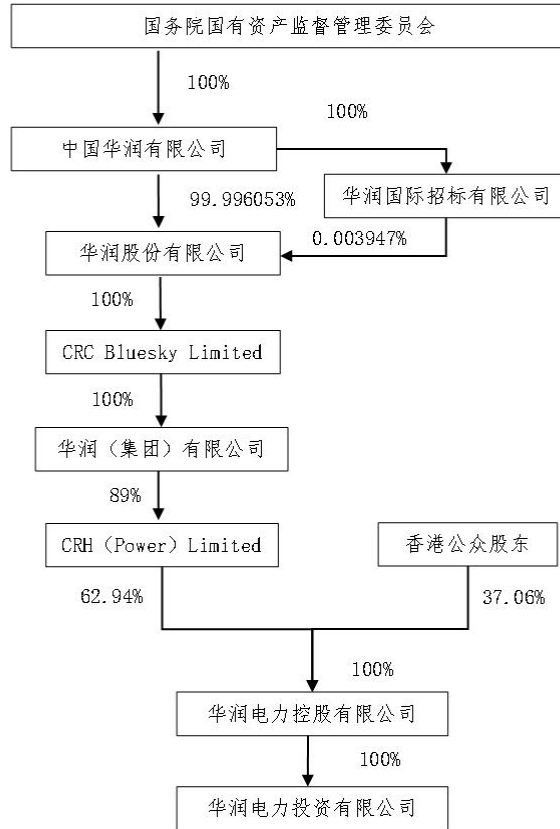 国务院国有资产监督管理委员会
100%
100%
中国华润有限公司
华润国际招标有限公司
99.996053%
0.003947%
华润股份有限公司
100%
CRC Bluesky Limited
100%
华润（集团）有限公司
89%
CRH（Power）Limited
香港公众股东
62.94%
37.06%
100%
华润电力控股有限公司
100%
华润电力投资有限公司